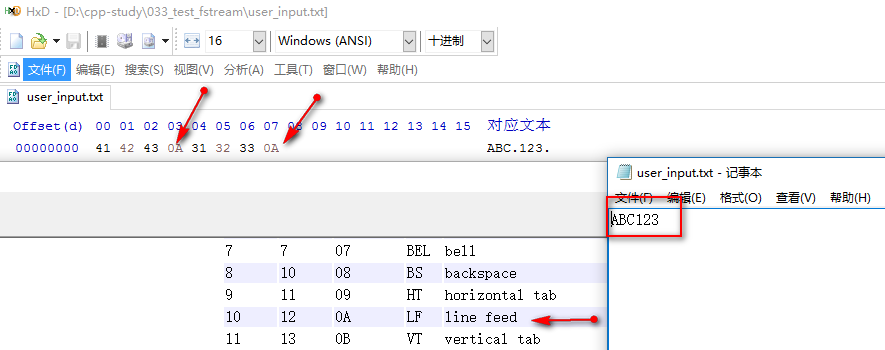 HxD - [D:\cpp-study\033_test_fstream\user_input.txt]
16 Windows (ANSI) 十进制
文件(F) 编辑(E) 搜索(S) 视图(V) 分析(A) 工具(T) 窗口(W) 帮助(H)
user_input.txt
Offset(d) 00 01 02 03 04 05 06 07 08 09 10 11 12 13 14 15 对应文本
00000000 41 42 43 0A 31 32 33 0A ABC.123.
user_input.txt - 记事本
文件(F) 编辑(E) 格式(O) 查看(V) 帮助(H)
ABC123
7 7 07 BEL bell
8 10 08 BS backspace
9 11 09 HT horizontal tab
10 12 0A LF line feed
11 13 0B VT vertical tab